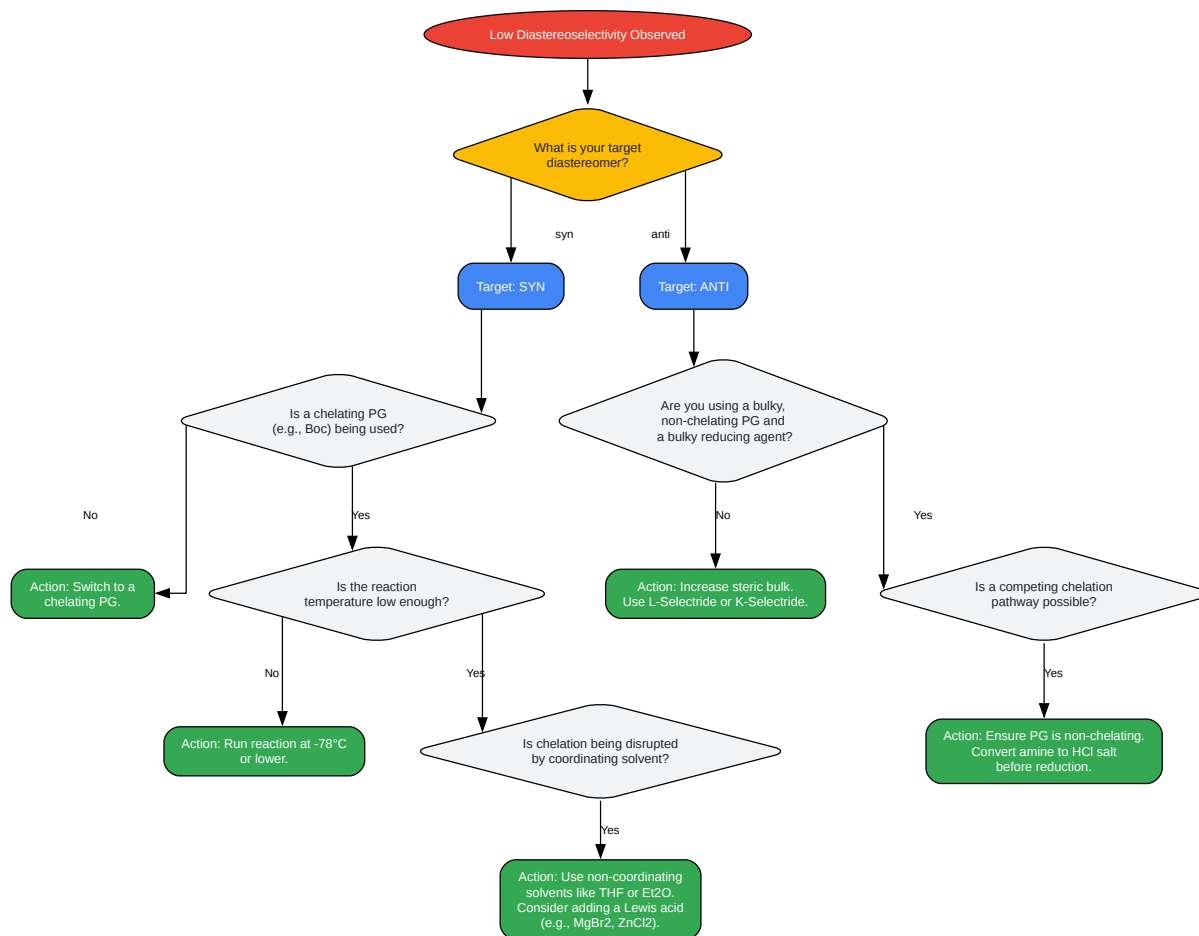 Low Diastereoselectivity Observed
What is your target
diastereomer?
syn
anti
Target: SYN
Target: ANTI
Is a chelating PG
(e.g., Boc) being used?
Are you using a bulky,
non-chelating PG and
a bulky reducing agent?
No
Yes
No
Yes
Action: Switch to a
chelating PG.
Is the reaction
temperature low enough?
Action: Increase steric bulk.
Use L-Selectride or K-Selectride.
Is a competing chelation
pathway possible?
No
Yes
Yes
Action: Run reaction at -78°C
or lower.
Is chelation being disrupted
by coordinating solvent?
Action: Ensure PG is non-chelating.
Convert amine to HCl salt
before reduction.
Yes
Action: Use non-coordinating
solvents like THF or Et2O.
Consider adding a Lewis acid
(e.g., MgBr2, ZnCl2).